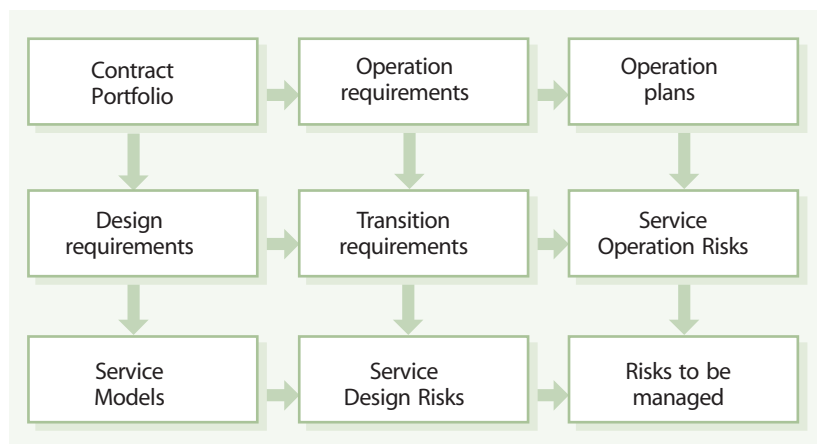 Contract
Portfolio
Operation
requirements
Operation
plans
Design
requirements
Transition
requirements
Service
Operation Risks
Service
Models
Service
Design Risks
Risks to be
managed